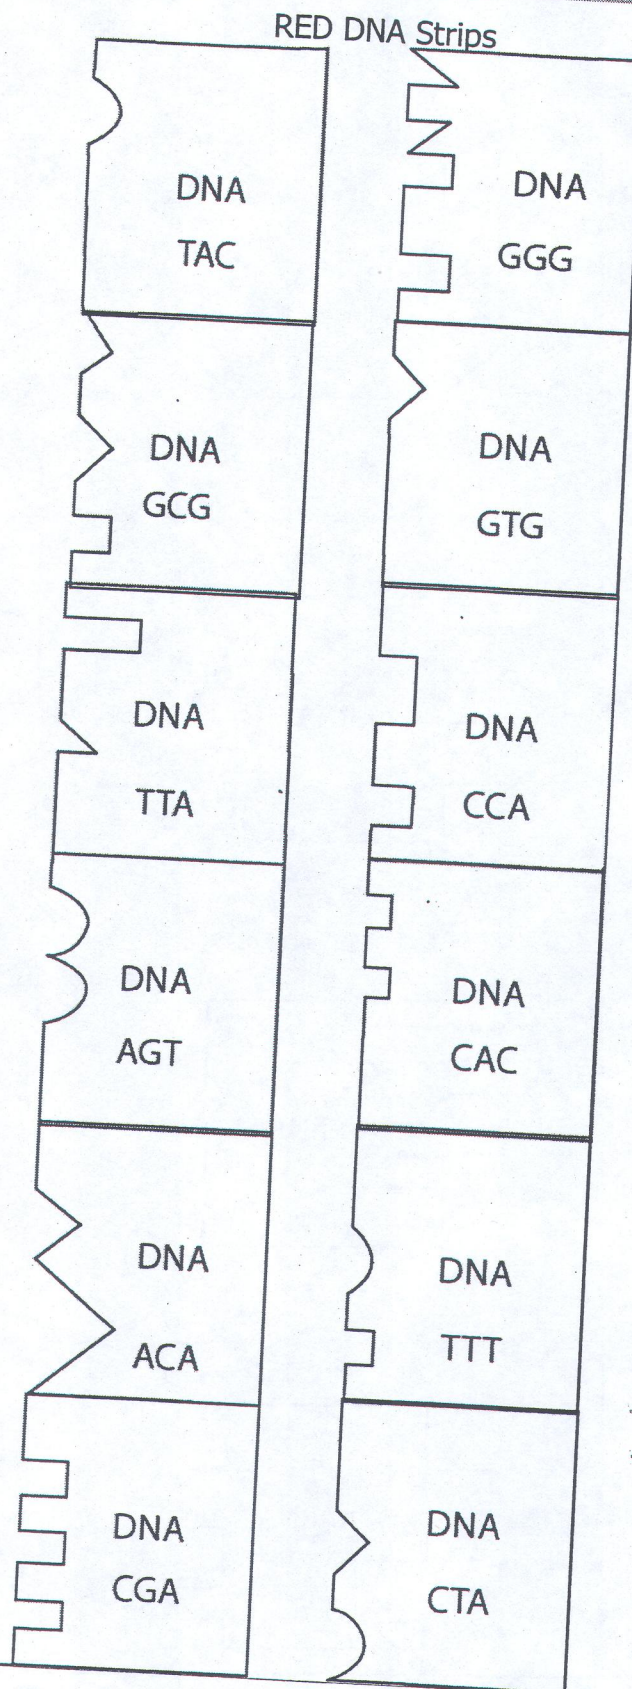 RED DNA Strips
DNA
TAC
DNA
GCG
DNA
TTA
DNA
AGT
DNA
ACA
DNA
CGA
DNA
GGG
DNA
GTG
DNA
CCA
DNA
CAC
DNA
TTT
DNA
CTA